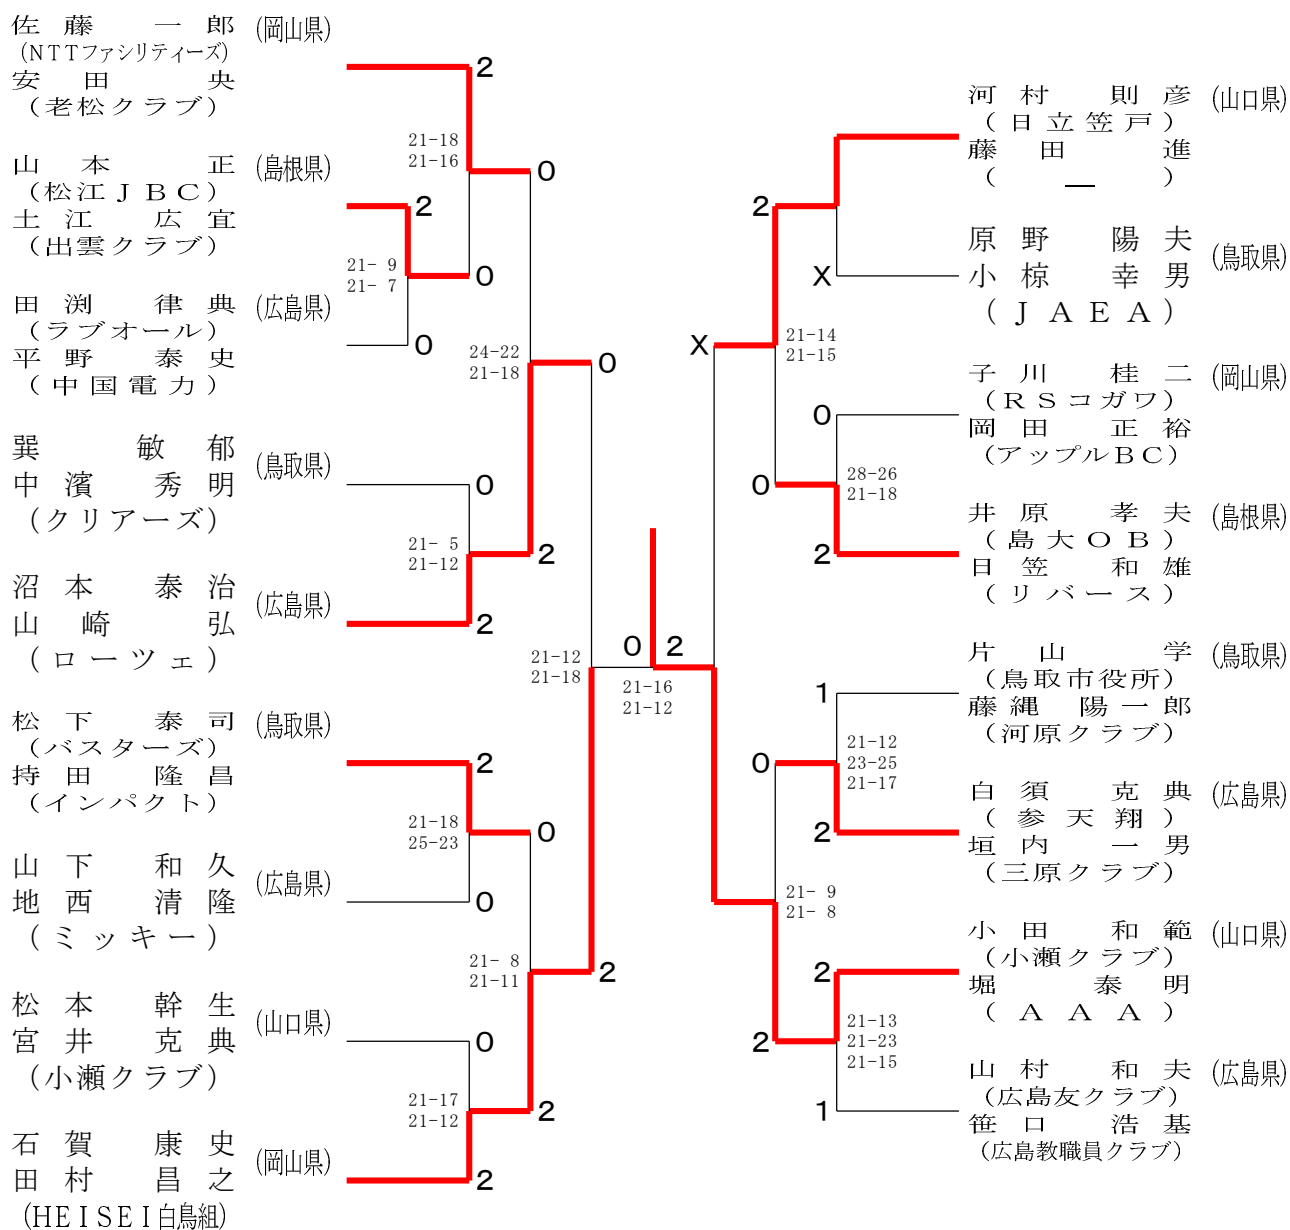 佐藤 一郎 (岡山県)
(NTTファシリティーズ)
安田 央
(老松クラブ)
2
21-18
21-16
0
山本 正 (島根県)
(松江JBC)
土江 広宜
(出雲クラブ)
2
21- 9
21- 7
0
田渕 律典 (広島県)
(ラブオール)
平野 泰史
(中国電力)
0
24-22
21-18
0
巽 敏郁
中濱 秀明 (鳥取県)
(クリアーズ)
0
21- 5
21-12
2
沼本 泰治
山崎 弘 (広島県)
(ローツェ)
2
21-12
21-18
松下 泰司 (鳥取県)
(バスターズ)
持田 隆昌
(インパクト)
2
21-18
25-23
0
山下 和久
地西 清隆 (広島県)
(ミッキー)
0
21- 8
21-11
2
松本 幹生
宮井 克典 (山口県)
(小瀬クラブ)
0
21-17
21-12
2
石賀 康史
田村 昌之 (岡山県)
(HEISEI白鳥組)
2
0 2
21-16
21-12
河村 則彦 (山口県)
(日立笠戸)
藤田 進
( ー )
2
原野 陽夫
小椋 幸男 (鳥取県)
(JAEA)
X
X
21-14
21-15
子川 桂二 (岡山県)
(RSコガワ)
岡田 正裕
(アップルBC)
0
28-26
21-18
0
井原 孝夫 (島根県)
(島大OB)
日笠 和雄
(リバース)
2
片山 学 (鳥取県)
(鳥取市役所)
藤縄 陽一郎
(河原クラブ)
1
21-12
23-25
21-17
0
白須 克典 (広島県)
(参天翔)
垣内 一男
(三原クラブ)
2
21- 9
21- 8
小田 和範 (山口県)
(小瀬クラブ)
堀 泰明
(AAA)
2
21-13
21-23
21-15
2
山村 和夫 (広島県)
(広島友クラブ)
笹口 浩基
(広島教職員クラブ)
1